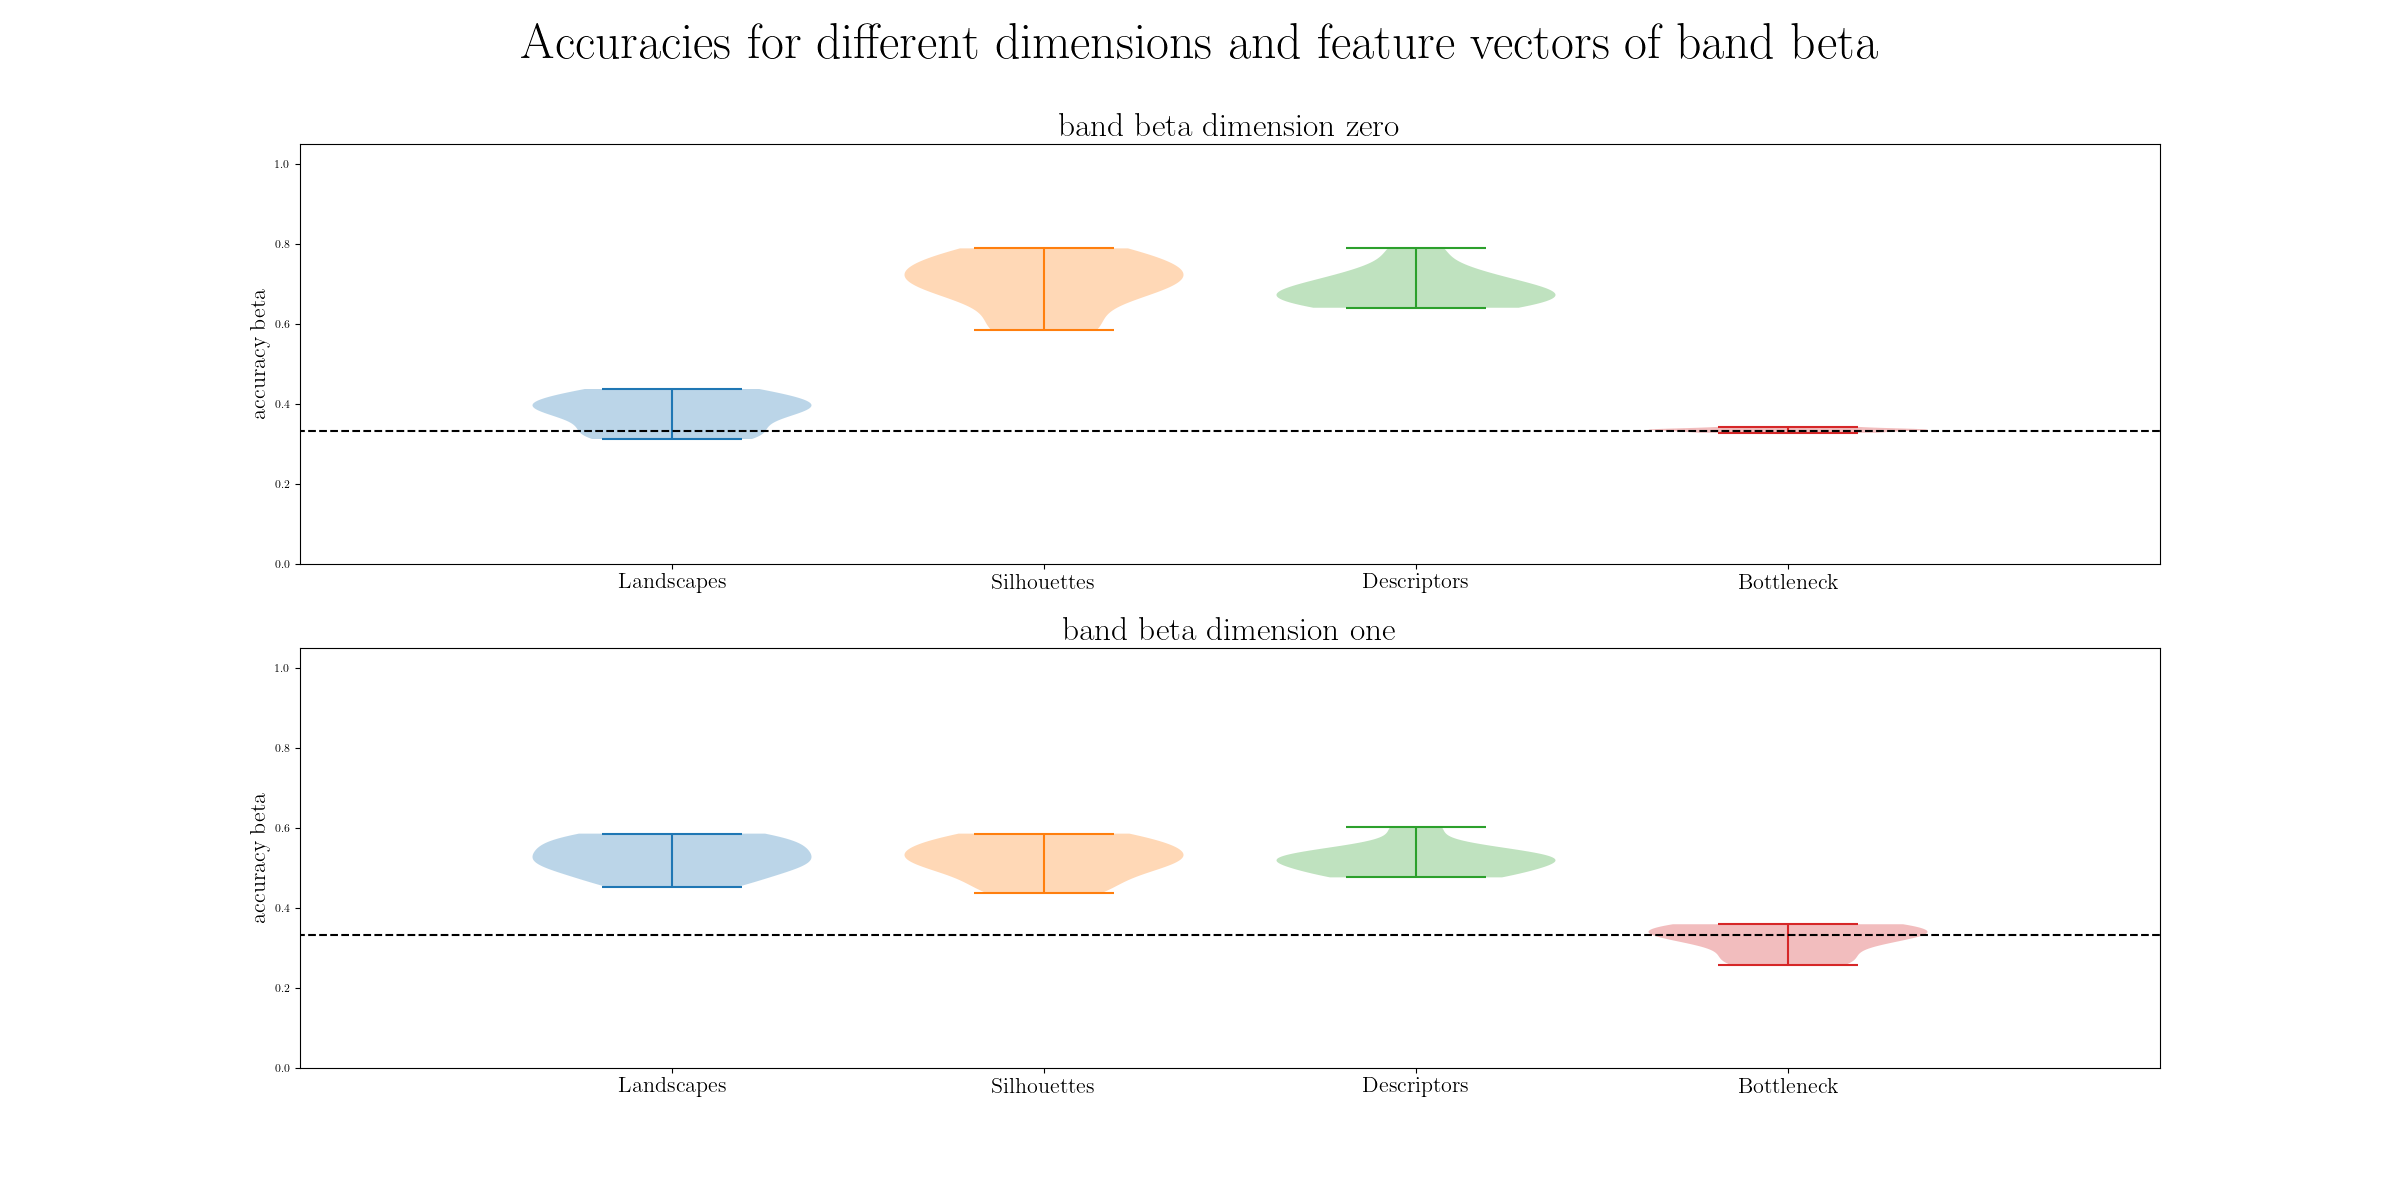 Accuracies for different dimensions and feature vectors of band beta
band beta dimension zero
1.0
0.8
0.6
0.4
0.2
0.0
accuracy beta
Landscapes Silhouettes Descriptors Bottleneck
band beta dimension one
1.0
0.8
0.6
0.4
0.2
0.0
accuracy beta
Landscapes Silhouettes Descriptors Bottleneck